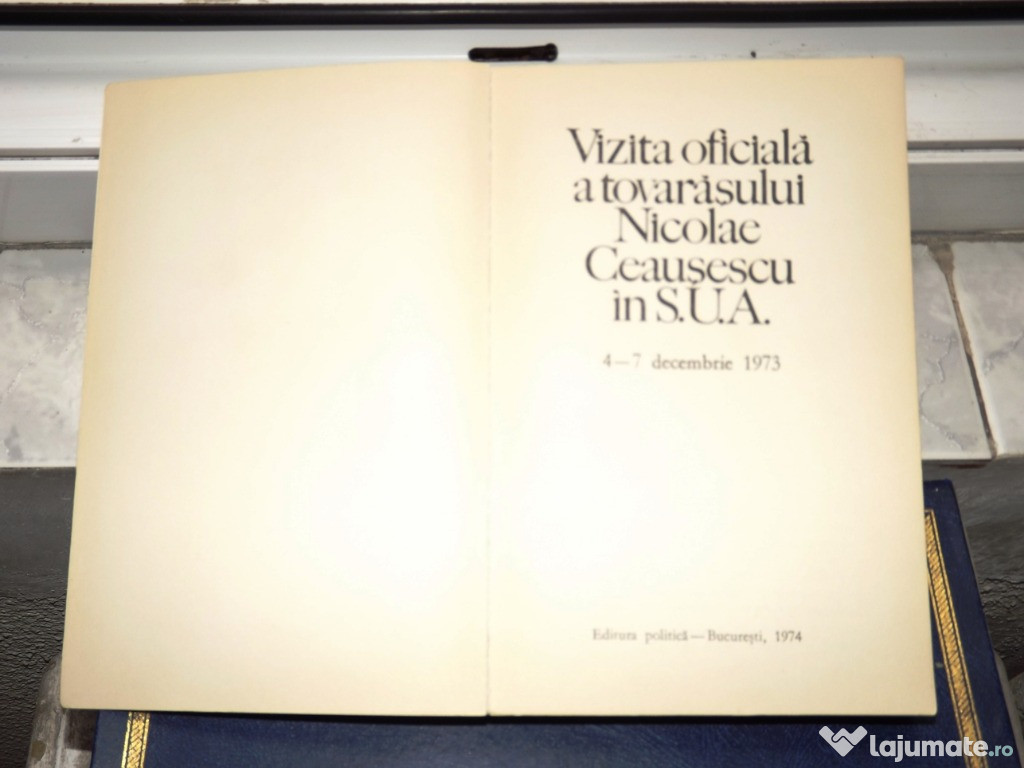 Vizita oficială
a tovarășului
Nicolae
Ceaușescu
in S.U.A.
4—7 decembrie 1973
Editura politică — București, 1974
lajumate.ro